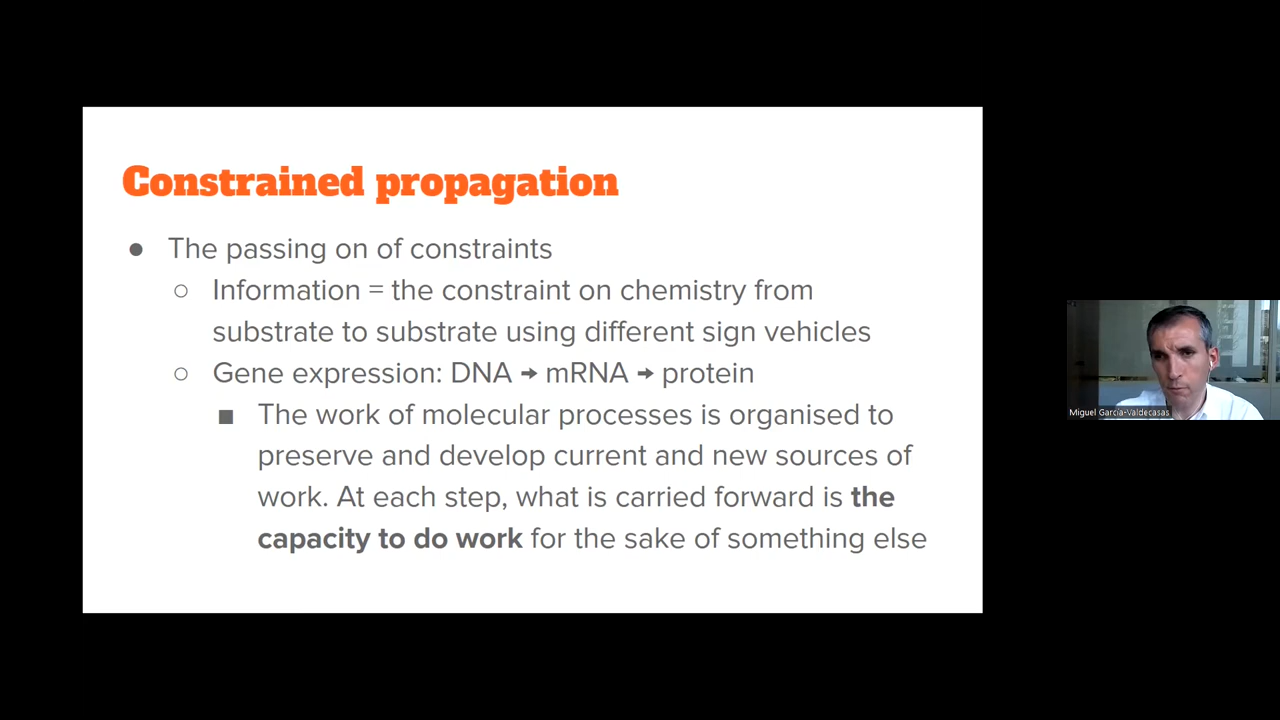 Constrained propagation
● The passing on of constraints
○ Information = the constraint on chemistry from
substrate to substrate using different sign vehicles
○ Gene expression: DNA → mRNA → protein
■ The work of molecular processes is organised to
preserve and develop current and new sources of
work. At each step, what is carried forward is the
capacity to do work for the sake of something else
Miguel García-Valdecasas